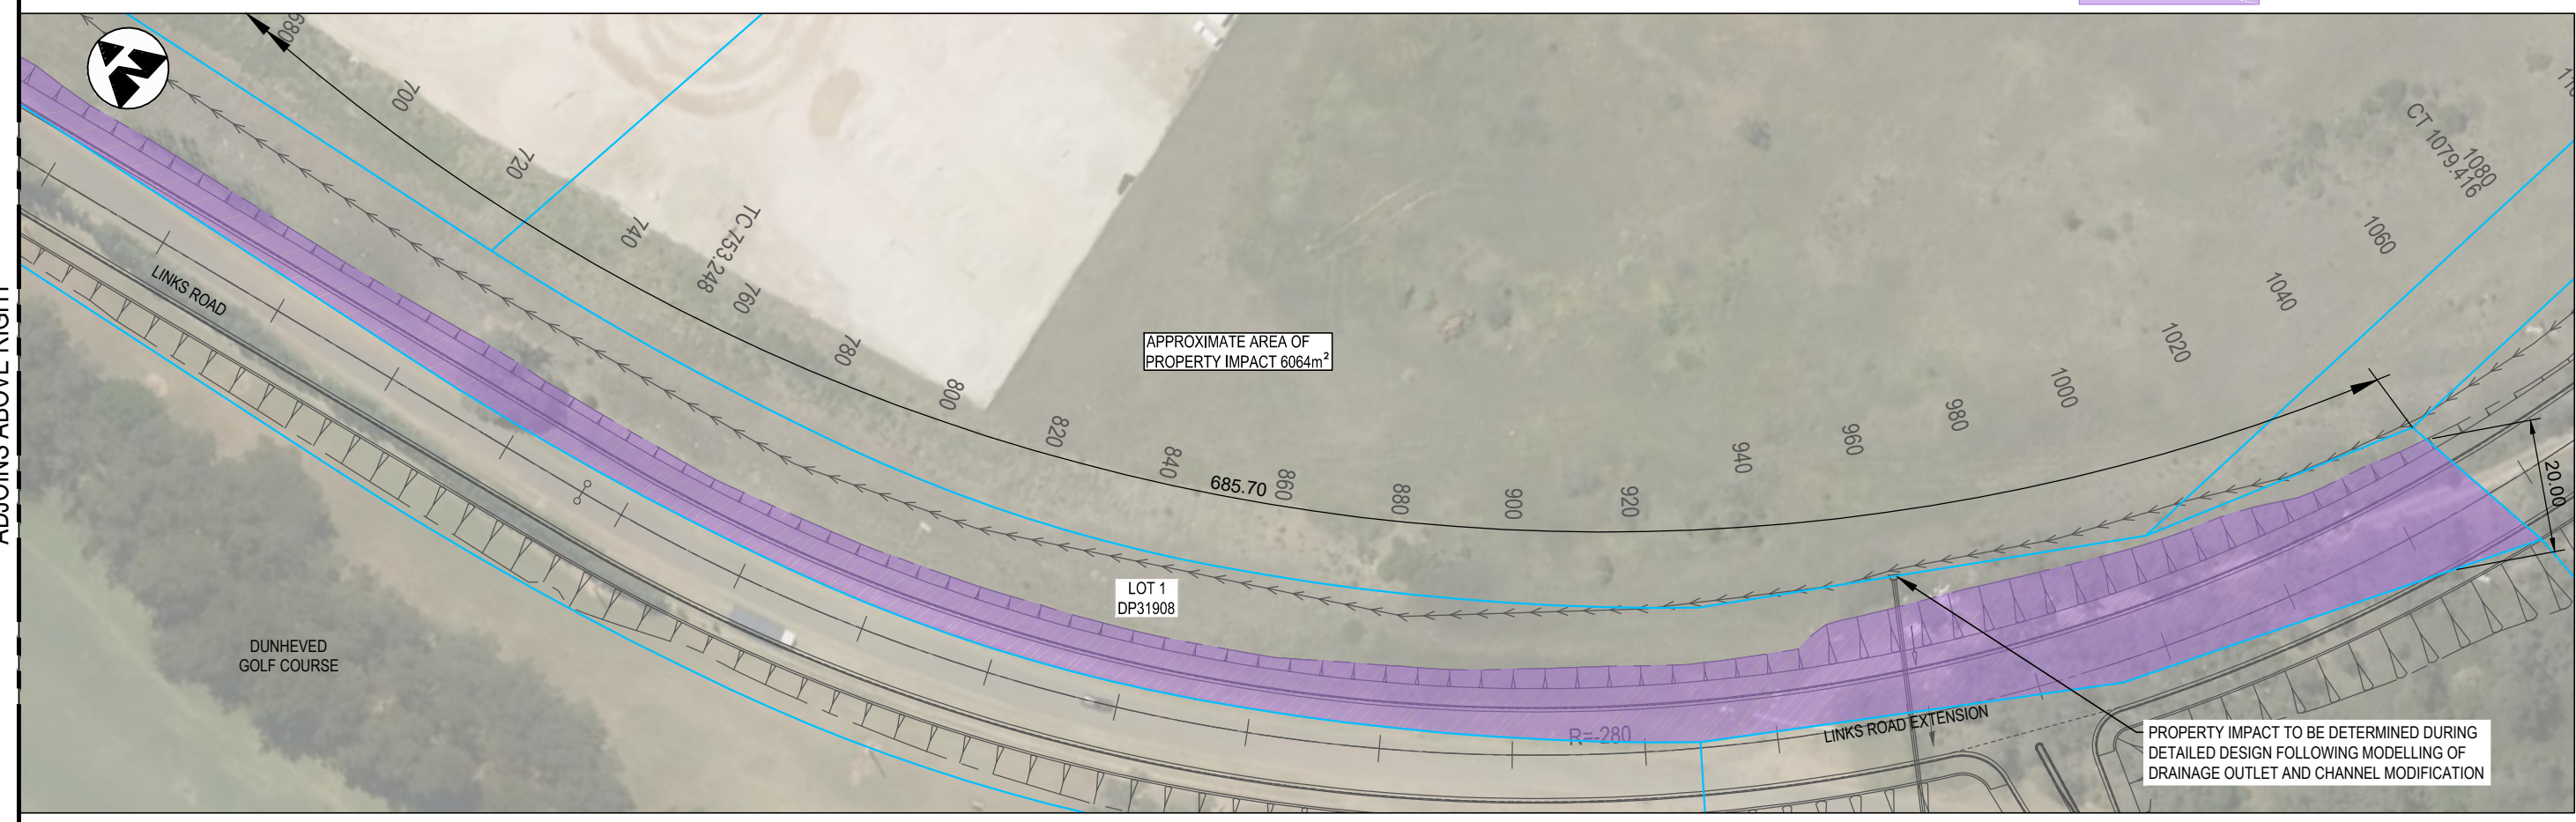 ADJOINS ABOVE RIGHT
N
680
700
720
740
TC 753.248
760
780
800
820
840
860
880
900
920
940
960
980
1000
1020
1040
1060
1080
CT 1079.416
LINKS ROAD
APPROXIMATE AREA OF
PROPERTY IMPACT 6064m²
685.70
20.00
LOT 1
DP31908
DUNHEVED
GOLF COURSE
R=-280
LINKS ROAD EXTENSION
PROPERTY IMPACT TO BE DETERMINED DURING
DETAILED DESIGN FOLLOWING MODELLING OF
DRAINAGE OUTLET AND CHANNEL MODIFICATION